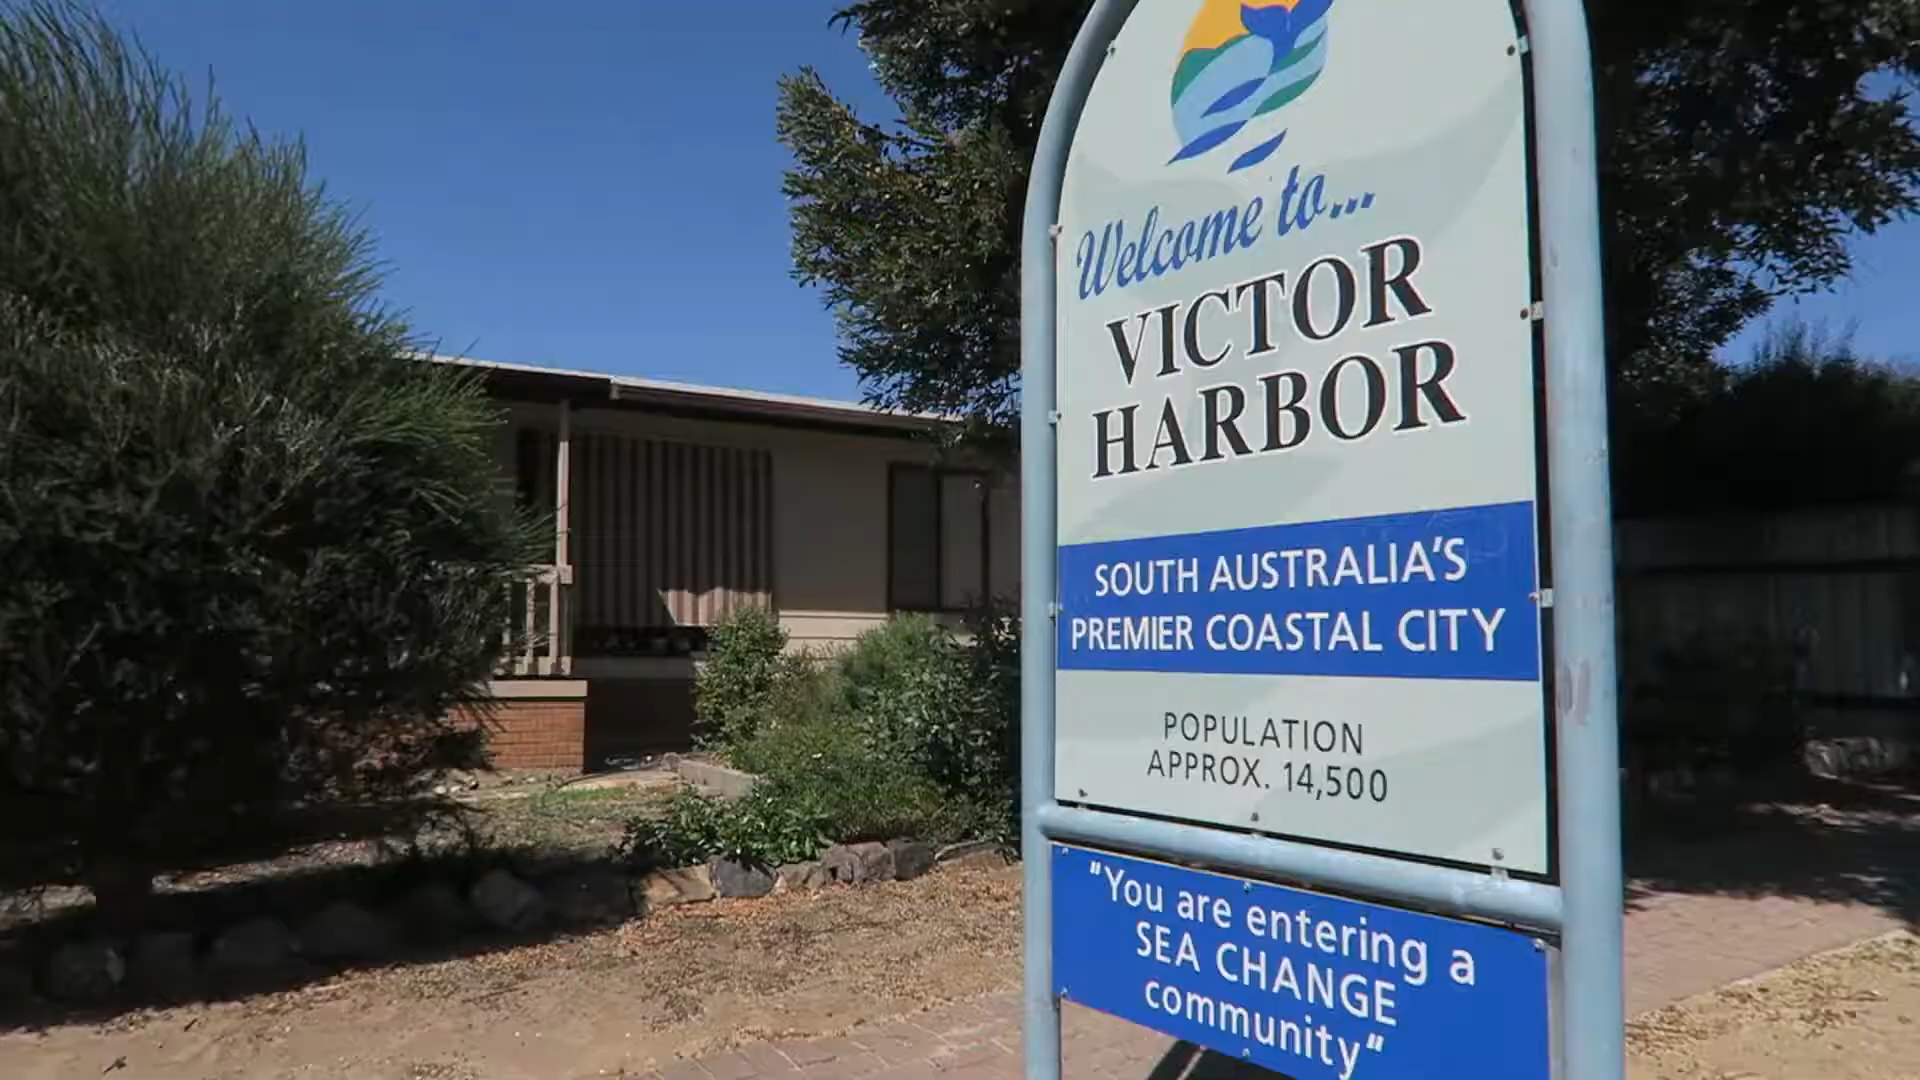 Welcome to...
VICTOR
HARBOR
SOUTH AUSTRALIA'S
PREMIER COASTAL CITY
POPULATION
APPROX. 14,500
"You are entering a
SEA CHANGE
community"